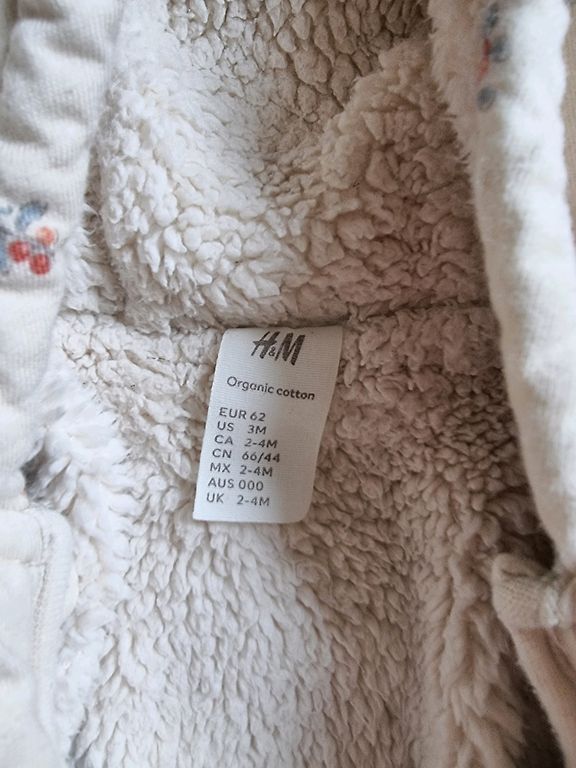 H&M
Organic cotton
EUR 62
US 3M
CA 2-4M
CN 66/44
MX 2-4M
AUS 000
UK 2-4M